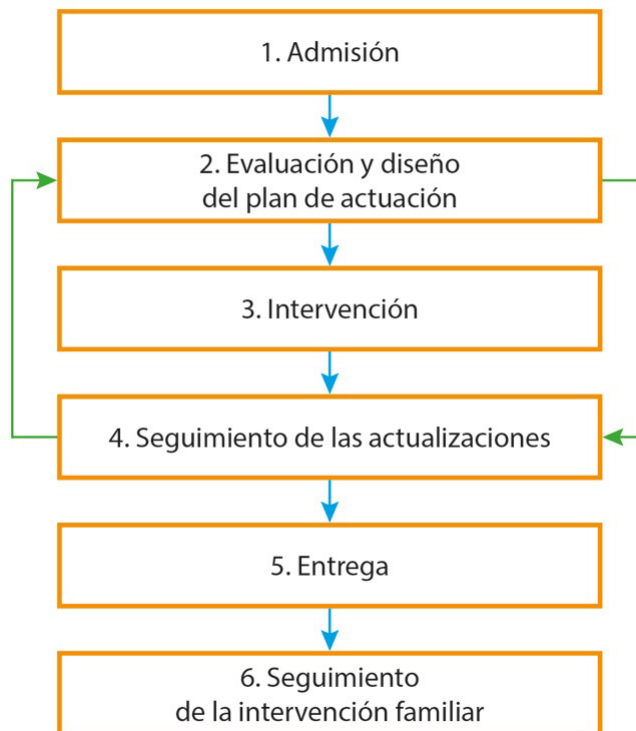 1. Admisión
2. Evaluación y diseño
del plan de actuación
3. Intervención
4. Seguimiento de las actualizaciones
5. Entrega
6. Seguimiento
de la intervención familiar